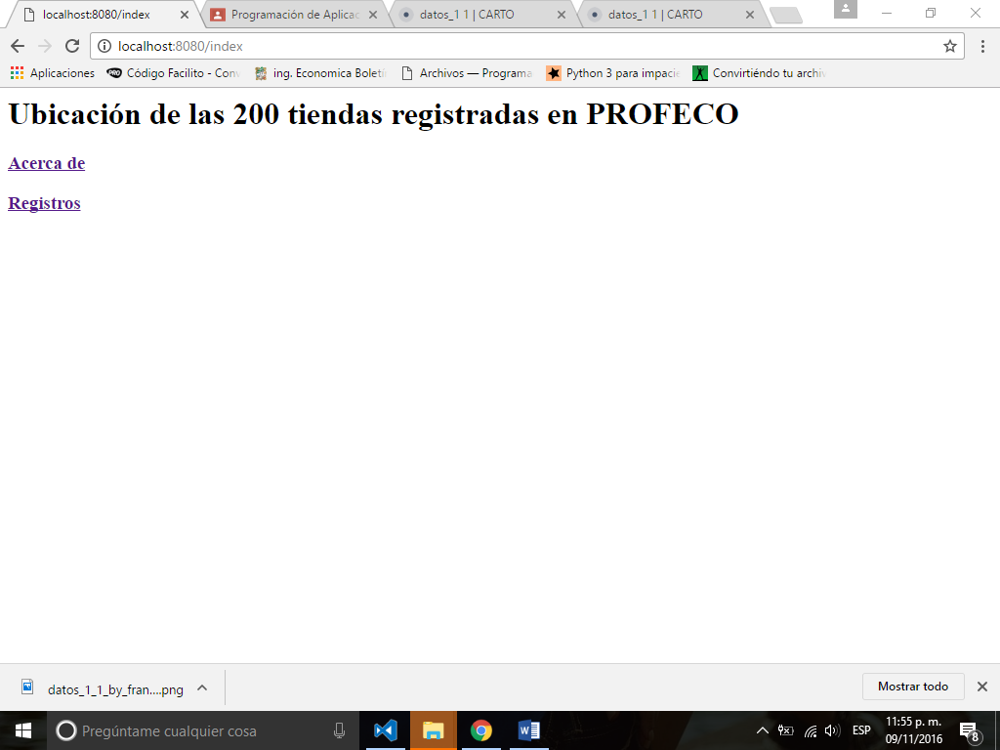 localhost:8080/index
Programación de Aplicac
datos_1 1 | CARTO
datos_1 1 | CARTO
localhost:8080/index
Aplicaciones
PRO
Código Facilito - Conv
ing. Economica Boleti
Archivos — Programa
Python 3 para impacie
Convirtiéndo tu archiv
Ubicación de las 200 tiendas registradas en PROFECO
Acerca de
Registros
datos_1_1_by_fran....png
Mostrar todo
Pregúntame cualquier cosa
ESP
11:55 p. m.
09/11/2016
8